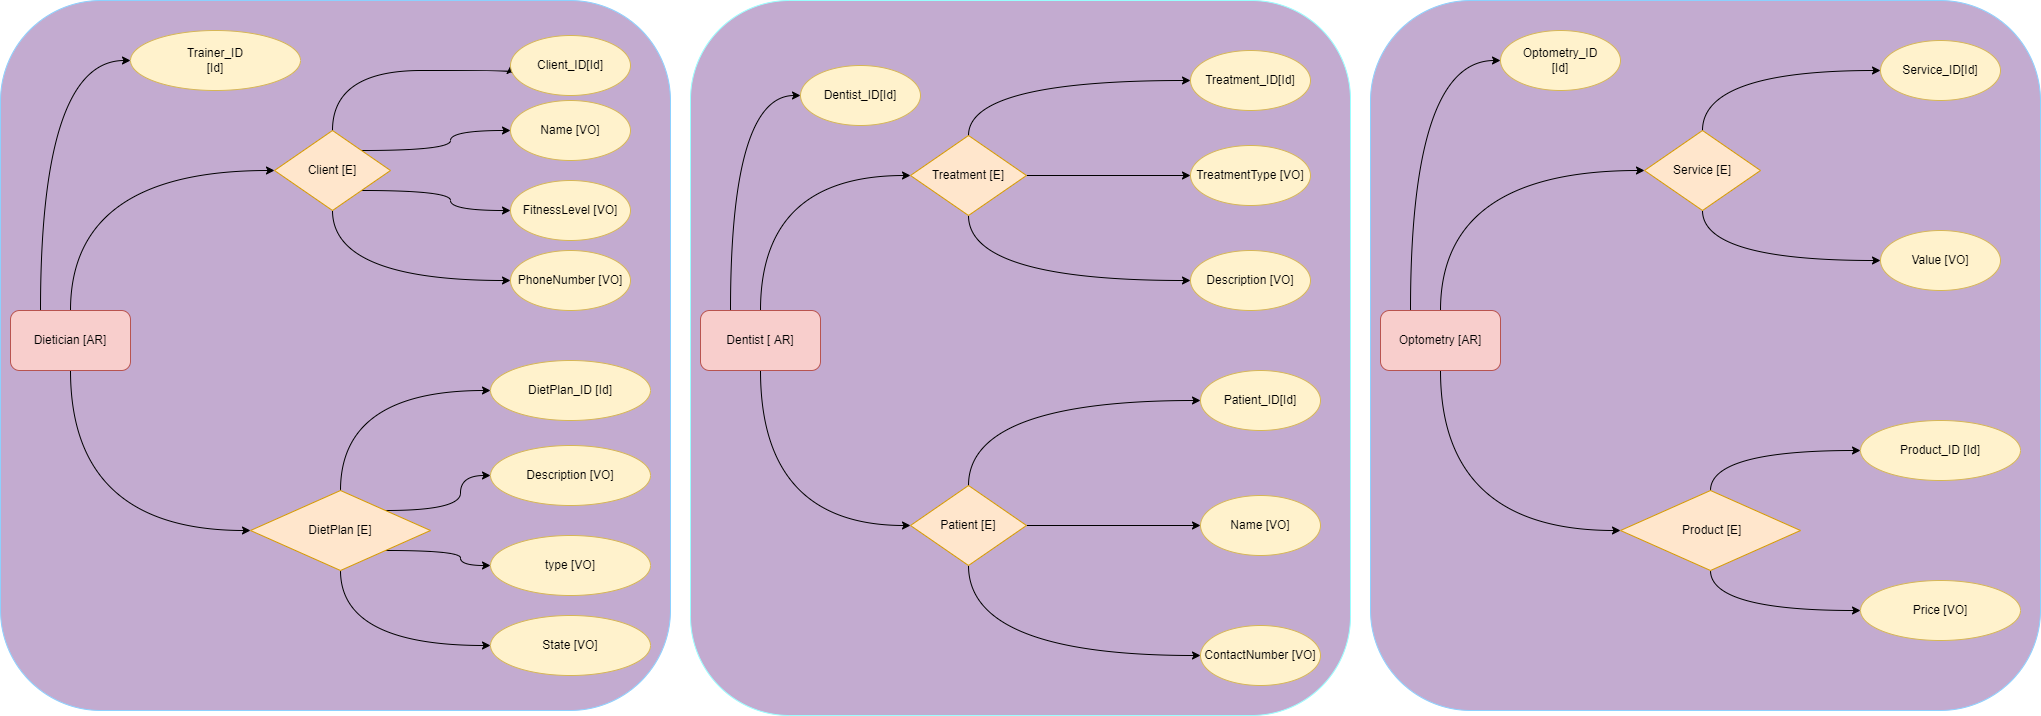 Trainer_ID
[Id]
Client_ID[Id]
Name [VO]
Client [E]
FitnessLevel [VO]
PhoneNumber [VO]
Dietician [AR]
DietPlan_ID [Id]
Description [VO]
DietPlan [E]
type [VO]
State [VO]
Dentist_ID[Id]
Treatment_ID[Id]
Treatment [E]
TreatmentType [VO]
Description [VO]
Dentist [ AR]
Patient_ID[Id]
Patient [E]
Name [VO]
ContactNumber [VO]
Optometry_ID
[Id]
Service_ID[Id]
Service [E]
Value [VO]
Optometry [AR]
Product_ID [Id]
Product [E]
Price [VO]